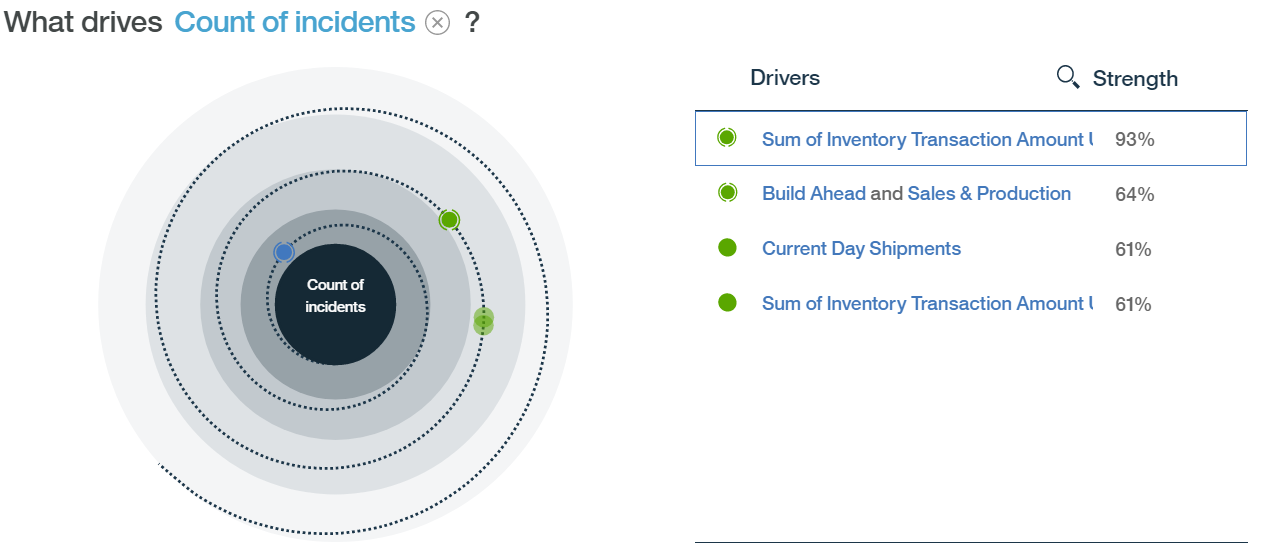 What drives Count of incidents ?
Count of
incidents
Drivers
Strength
Sum of Inventory Transaction Amount
93%
Build Ahead and Sales & Production
64%
Current Day Shipments
61%
Sum of Inventory Transaction Amount
61%